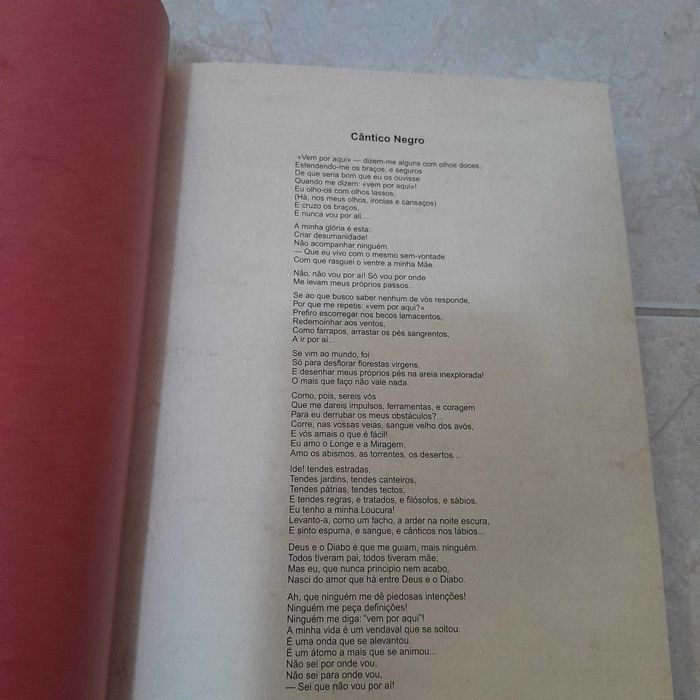 Cântico Negro
«Vem por aqui» — dizem-me alguns com olhos doces,
Estendendo-me os braços, e seguros
De que seria bom que eu os ouvisse
Quando me dizem: «vem por aqui»!
Eu olho-os com olhos lassos,
(Há, nos meus olhos, ironias e cansaços)
E cruzo os braços,
E nunca vou por ali....
A minha glória é esta:
Criar desumanidade!
Não acompanhar ninguém.
— Que eu vivo com o mesmo sem-vontade
Com que rasguei o ventre a minha Mãe.
Não, não vou por aí! Só vou por onde
Me levam meus próprios passos...
Se ao que busco saber nenhum de vós responde,
Por que me repetis: «vem por aqui?»
Prefiro escorregar nos becos lamacentos,
Redemoinhar aos ventos,
Como farrapos, arrastar os pés sangrentos,
A ir por aí...
Se vim ao mundo, foi
Só para desflorar florestas virgens,
E desenhar meus próprios pés na areia inexplorada!
O mais que faço não vale nada.
Como, pois, sereis vós
Que me dareis impulsos, ferramentas, e coragem
Para eu derrubar os meus obstáculos?...
Corre, nas vossas veias, sangue velho dos avós,
E vós amais o que é fácil!
Eu amo o Longe e a Miragem,
Amo os abismos, as torrentes, os desertos...
Ide! tendes estradas,
Tendes jardins, tendes canteiros,
Tendes pátrias, tendes tectos,
E tendes regras, e tratados, e filósofos, e sábios.
Eu tenho a minha Loucura!
Levanto-a, como um facho, a arder na noite escura,
E sinto espuma, e sangue, e cânticos nos lábios...
Deus e o Diabo é que me guiam, mais ninguém.
Todos tiveram pai, todos tiveram mãe;
Mas eu, que nunca principio nem acabo,
Nasci do amor que há entre Deus e o Diabo.
Ah, que ninguém me dê piedosas intenções!
Ninguém me peça definições!
Ninguém me diga: "vem por aqui"!
A minha vida é um vendaval que se soltou.
É uma onda que se alevantou.
É um átomo a mais que se animou...
Não sei por onde vou,
Não sei para onde vou,
— Sei que não vou por aí!